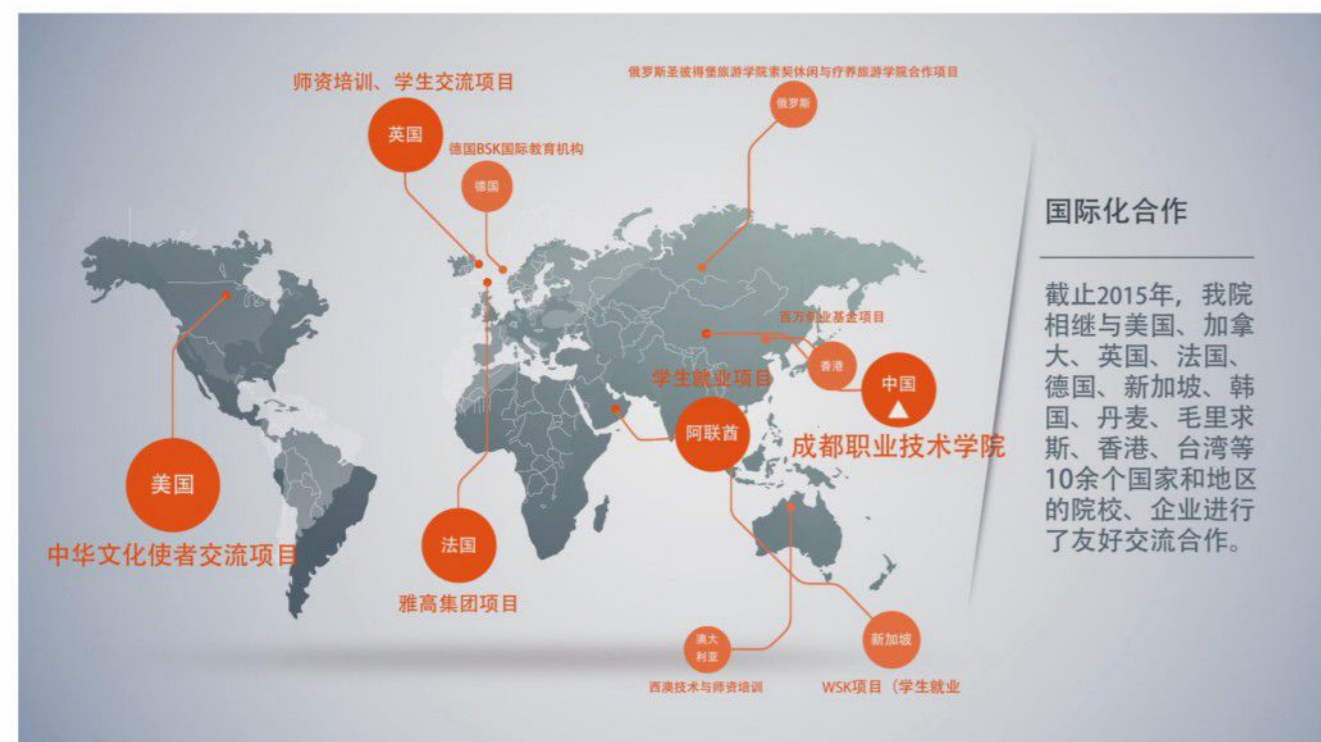 师资培训、学生交流项目
英国
德国BSK国际教育机构
德国
俄罗斯圣彼得堡旅游学院索契休闲与疗养旅游学院合作项目
俄罗斯
百万创业基金项目
香港
中国
成都职业技术学院
学生就业项目
阿联酋
美国
中华文化使者交流项目
法国
雅高集团项目
澳大
利亚
西澳技术与师资培训
新加坡
WSK项目（学生就业
国际化合作
截止2015年，我院
相继与美国、加拿
大、英国、法国、
德国、新加坡、韩
国、丹麦、毛里求
斯、香港、台湾等
10余个国家和地区
的院校、企业进行
了友好交流合作。